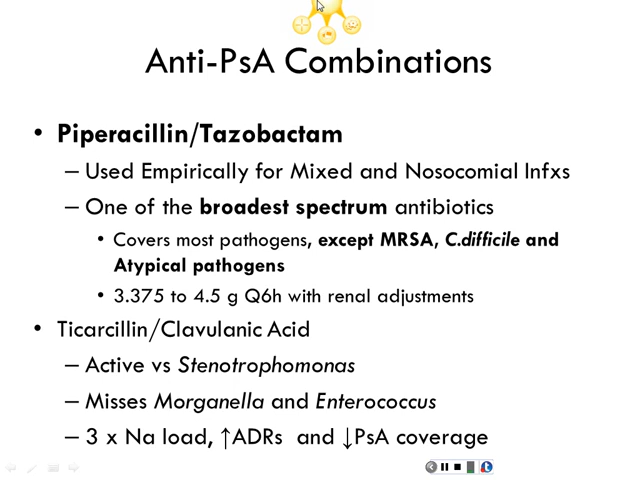 Anti-PsA Combinations
• Piperacillin/Tazobactam
– Used Empirically for Mixed and Nosocomial Infxs
– One of the broadest spectrum antibiotics
• Covers most pathogens, except MRSA, C.difficile and
Atypical pathogens
• 3.375 to 4.5 g Q6h with renal adjustments
• Ticarcillin/Clavulanic Acid
– Active vs Stenotrophomonas
– Misses Morganella and Enterococcus
– 3 x Na load, ↑ADRs and ↓PsA coverage